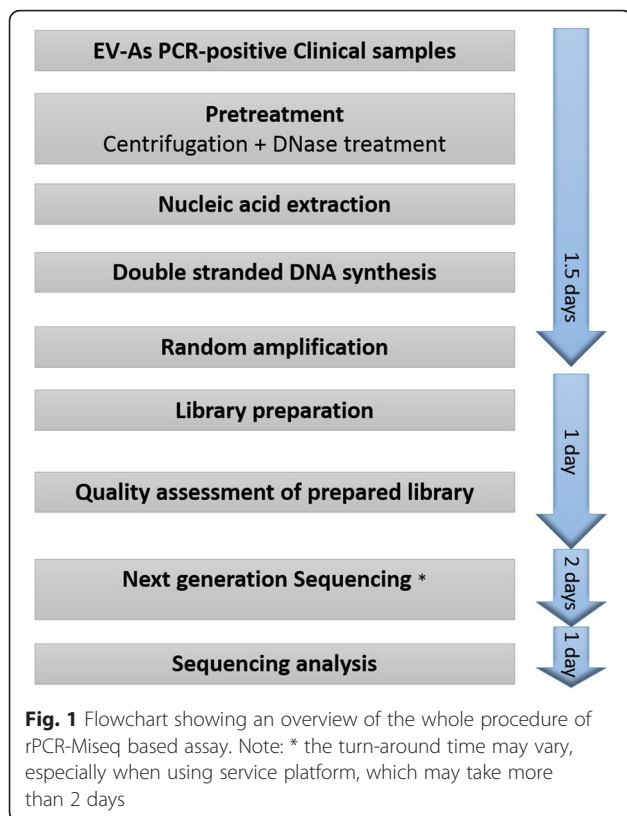 EV-As PCR-positive Clinical samples
Pretreatment
Centrifugation + DNase treatment
Nucleic acid extraction
Double stranded DNA synthesis
1.5 days
Random amplification
Library preparation
1 day
Quality assessment of prepared library
Next generation Sequencing *
2 days
Sequencing analysis
1 day
Fig. 1 Flowchart showing an overview of the whole procedure of
rPCR-Miseq based assay. Note: * the turn-around time may vary,
especially when using service platform, which may take more
than 2 days